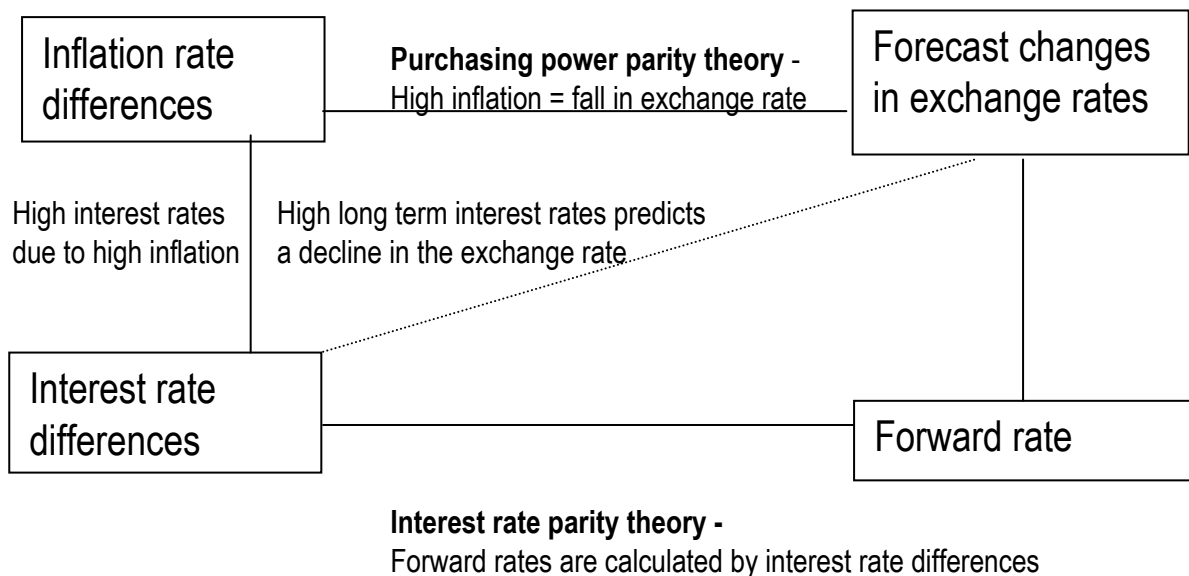 Inflation rate
differences
Purchasing power parity theory -
High inflation = fall in exchange rate
Forecast changes
in exchange rates
High interest rates
due to high inflation
High long term interest rates predicts
a decline in the exchange rate
Interest rate
differences
Forward rate
Interest rate parity theory -
Forward rates are calculated by interest rate differences